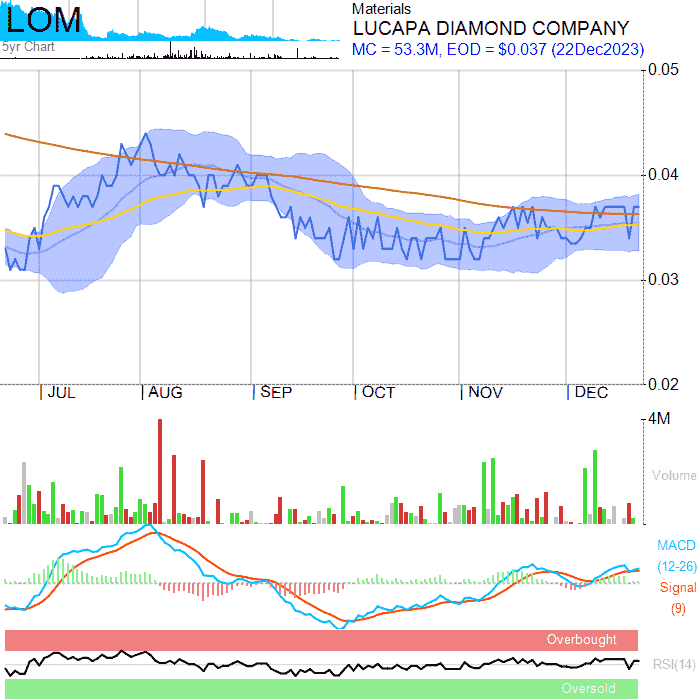 LOM
5yr Chart
Materials
LUCAPA DIAMOND COMPANY
MC = 53.3M, EOD = $0.037 (22Dec2023)
0.05
0.04
0.03
0.02
JUL AUG SEP OCT NOV DEC
4M
Volume
MACD
(12-26)
Signal
(9)
Overbought
RSI(14)
Oversold